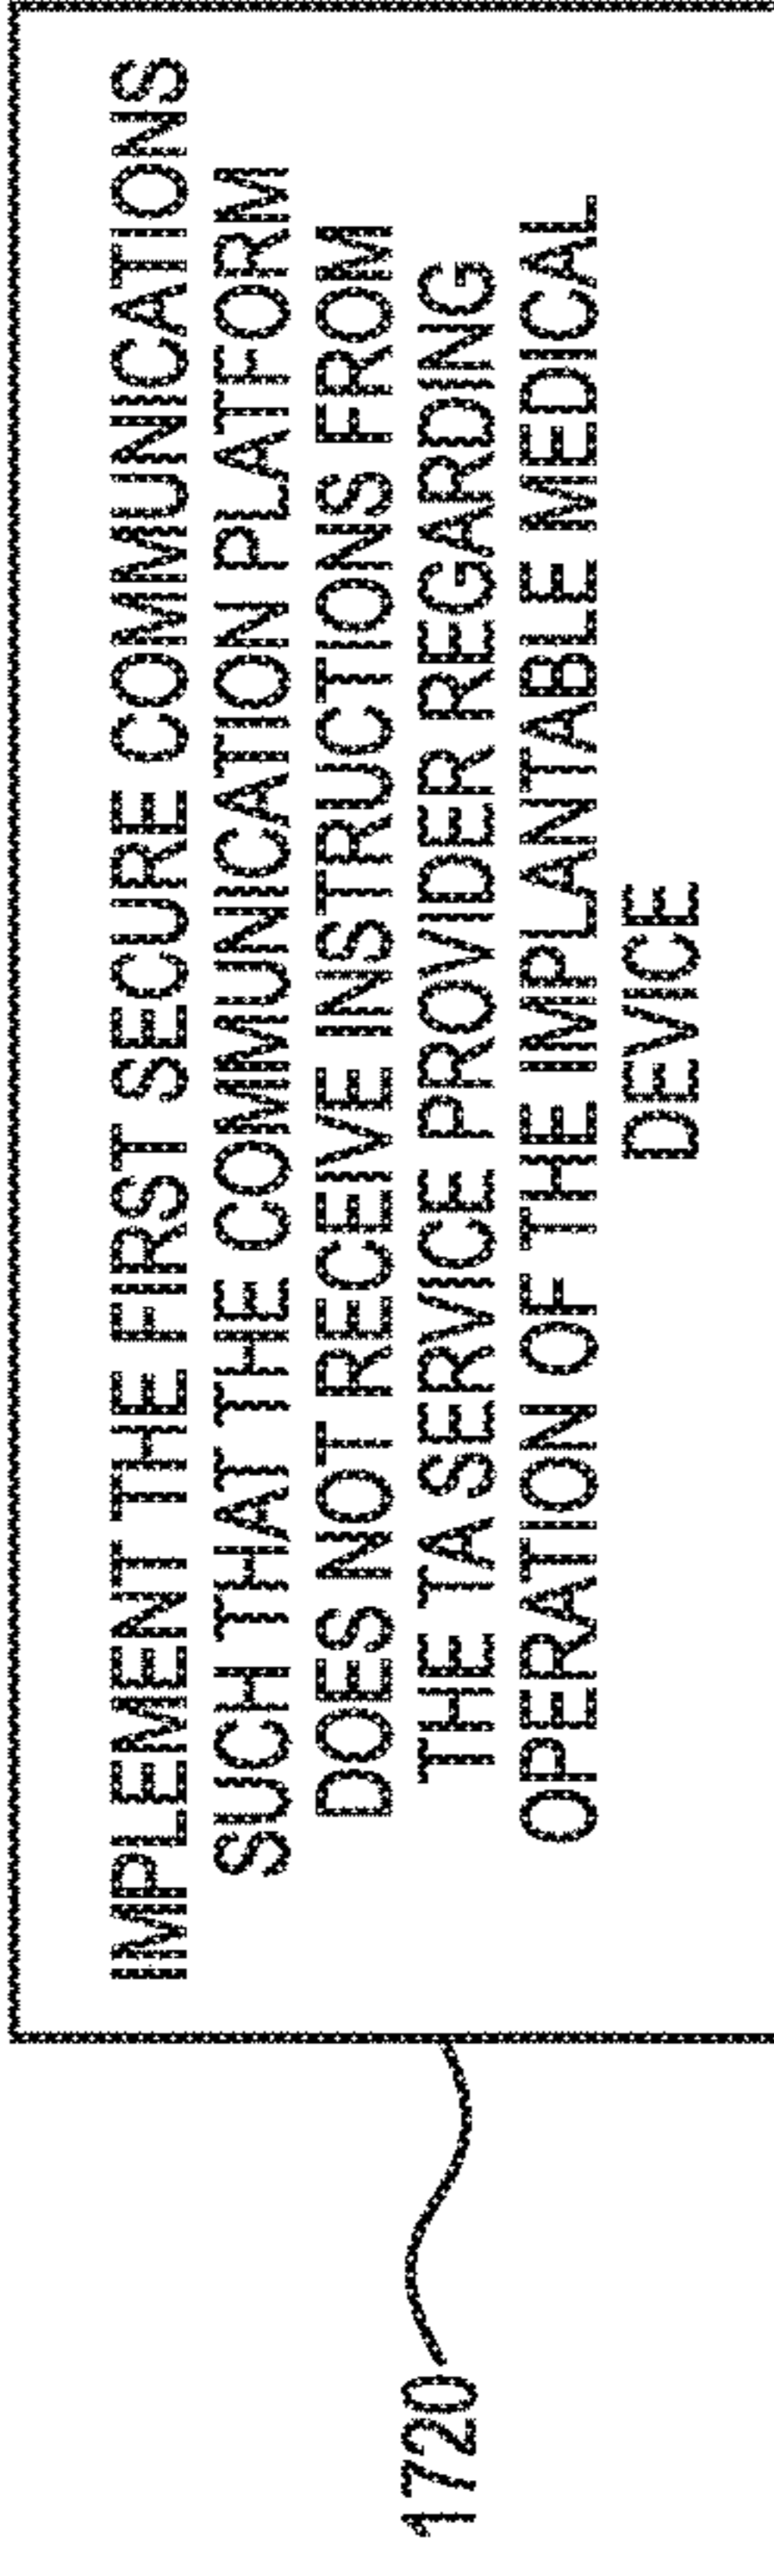 IMPLEMENT THE FIRST SECURE COMMUNICATIONS
SUCH THAT THE COMMUNICATION PLATFORM
DOES NOT RECEIVE INSTRUCTIONS FROM
THE TA SERVICE PROVIDER REGARDING
OPERATION OF THE IMPLANTABLE MEDICAL
DEVICE
1720